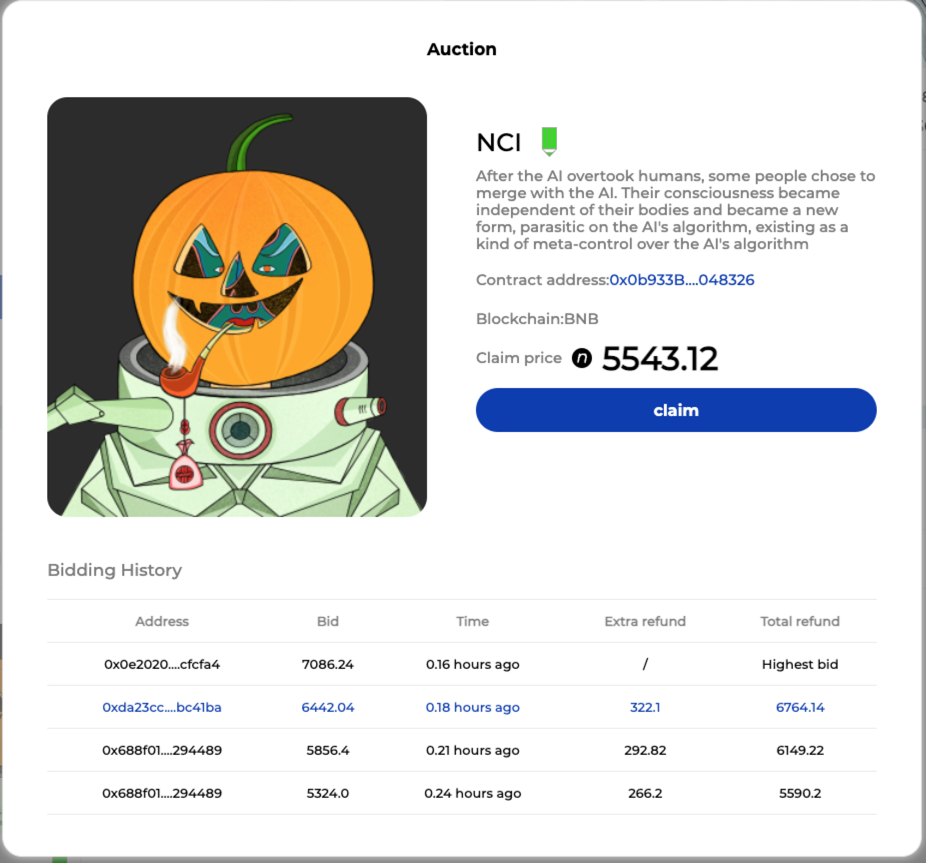 Auction
NCI
After the AI overtook humans, some people chose to
merge with the AI. Their consciousness became
independent of their bodies and became a new
form, parasitic on the AI's algorithm, existing as a
kind of meta-control over the AI's algorithm
Contract address:0x0b933B....048326
Blockchain:BNB
Claim price n 5543.12
claim
Bidding History
Address Bid Time Extra refund Total refund
0x0e2020....cfcfa4 7086.24 0.16 hours ago / Highest bid
0xda23cc....bc41ba 6442.04 0.18 hours ago 322.1 6764.14
0x688f01....294489 5856.4 0.21 hours ago 292.82 6149.22
0x688f01....294489 5324.0 0.24 hours ago 266.2 5590.2